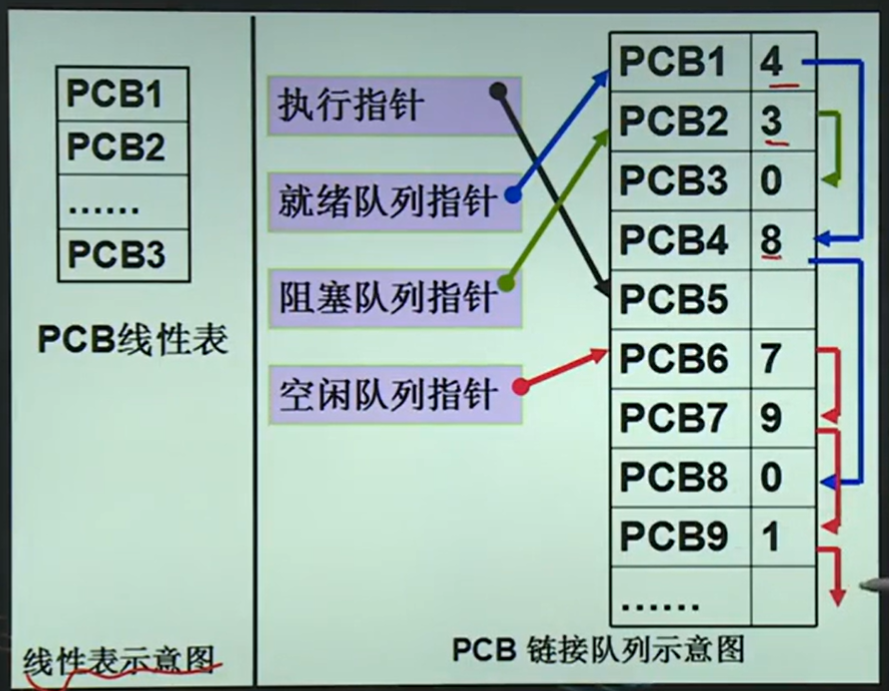 PCB1
PCB2
……
PCB3
PCB线性表
线性表示意图
执行指针
就绪队列指针
阻塞队列指针
空闲队列指针
PCB1 4
PCB2 3
PCB3 0
PCB4 8
PCB5
PCB6 7
PCB7 9
PCB8 0
PCB9 1
……
PCB 链接队列示意图